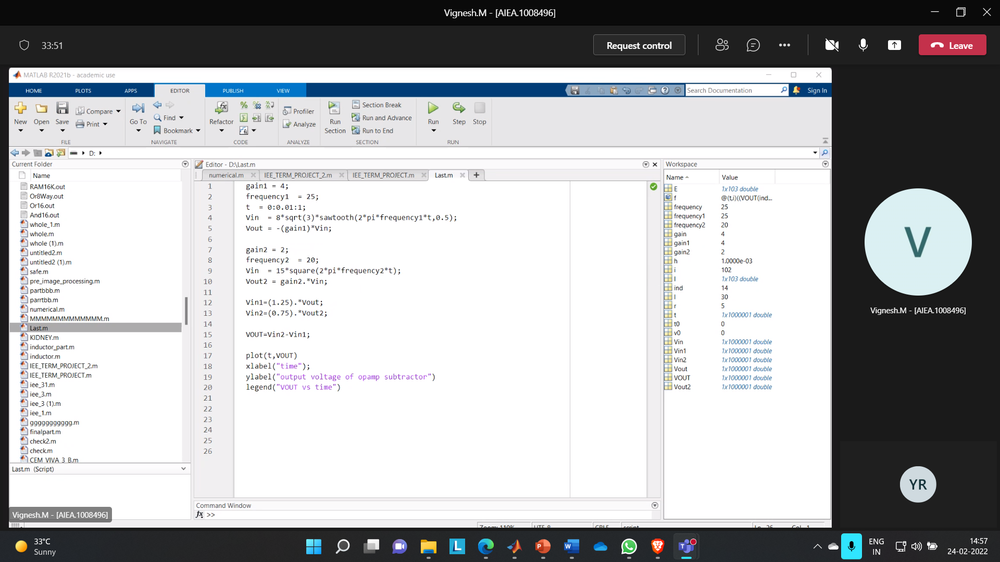 Vignesh.M - [AIEA.1008496]
33:51
Request control
Leave
MATLAB R2021b - academic use
HOME PLOTS APPS EDITOR PUBLISH VIEW
Search Documentation
Sign In
New Open Save Compare Print
FILE
Go To Find Bookmark
NAVIGATE
Refactor
CODE
Profiler Analyze
ANALYZE
Run Section
Section Break
Run and Advance
Run to End
SECTION
Run Step Stop
RUN
D:
Current Folder
Name
RAM16K.out
Or8Way.out
Or16.out
And16.out
whole_1.m
whole.m
whole (1).m
untitled2.m
untitled2 (1).m
safe.m
pre_image_processing.m
partbbb.m
parrtbb.m
numerical.m
MMMMMMMMMMMMM.m
Last.m
KIDNEY.m
inductor_part.m
inductor.m
IEE_TERM_PROJECT_2.m
IEE_TERM_PROJECT.m
iee_31.m
iee_3.m
iee_3 (1).m
iee_1.m
ggggggggggg.m
finalpart.m
check2.m
check.m
CEM_VIVA_3_B.m
Last.m (Script)
Vignesh.M - [AIEA.1008496]
Editor - D:\Last.m
numerical.m IEE_TERM_PROJECT_2.m IEE_TERM_PROJECT.m Last.m
1 gain1 = 4;
2 frequency1  = 25;
3 t  = 0:0.01:1;
4 Vin  = 8*sqrt(3)*sawtooth(2*pi*frequency1*t,0.5);
5 Vout = -(gain1)*Vin;
6
7 gain2 = 2;
8 frequency2  = 20;
9 Vin  = 15*square(2*pi*frequency2*t);
10 Vout2 = gain2.*Vin;
11
12 Vin1=(1.25).*Vout;
13 Vin2=(0.75).*Vout2;
14
15 VOUT=Vin2-Vin1;
16
17 plot(t,VOUT)
18 xlabel("time");
19 ylabel("output voltage of opamp subtractor")
20 legend("VOUT vs time")
21
22
23
24
25
26
Command Window
fx >>
Workspace
Name Value
E 1x103 double
f @(t,i)((VOUT(ind...
frequency 25
frequency1 25
frequency2 20
gain 4
gain1 4
gain2 2
h 1.0000e-03
i 102
I 1x103 double
ind 14
l 30
r 5
t 1x1000001 double
t0 0
v0 0
Vin 1x1000001 double
Vin1 1x1000001 double
Vin2 1x1000001 double
Vout 1x1000001 double
VOUT 1x1000001 double
Vout2 1x1000001 double
V
Vignesh.M - [AIEA.1008496]
YR
33°C
Sunny
ENG
IN
14:57
24-02-2022